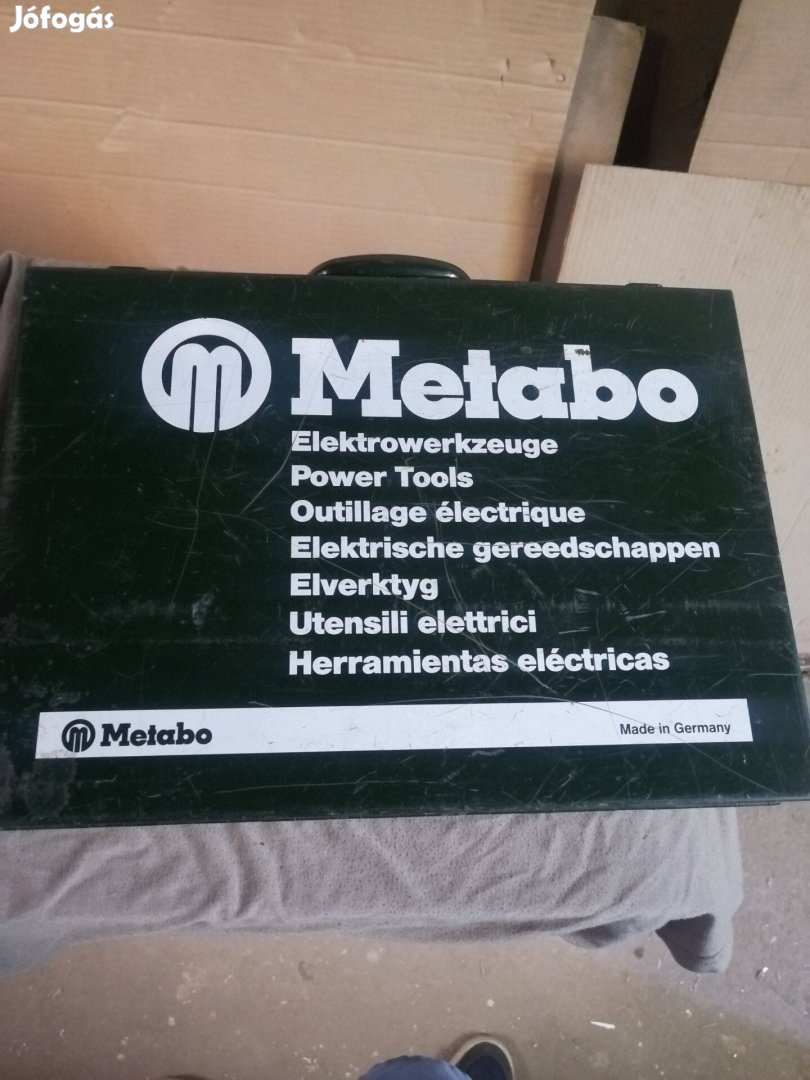 Jófogás
Metabo
Elektrowerkzeuge
Power Tools
Outillage électrique
Elektrische gereedschappen
Elverktyg
Utensili elettrici
Herramientas eléctricas
Metabo Made in Germany